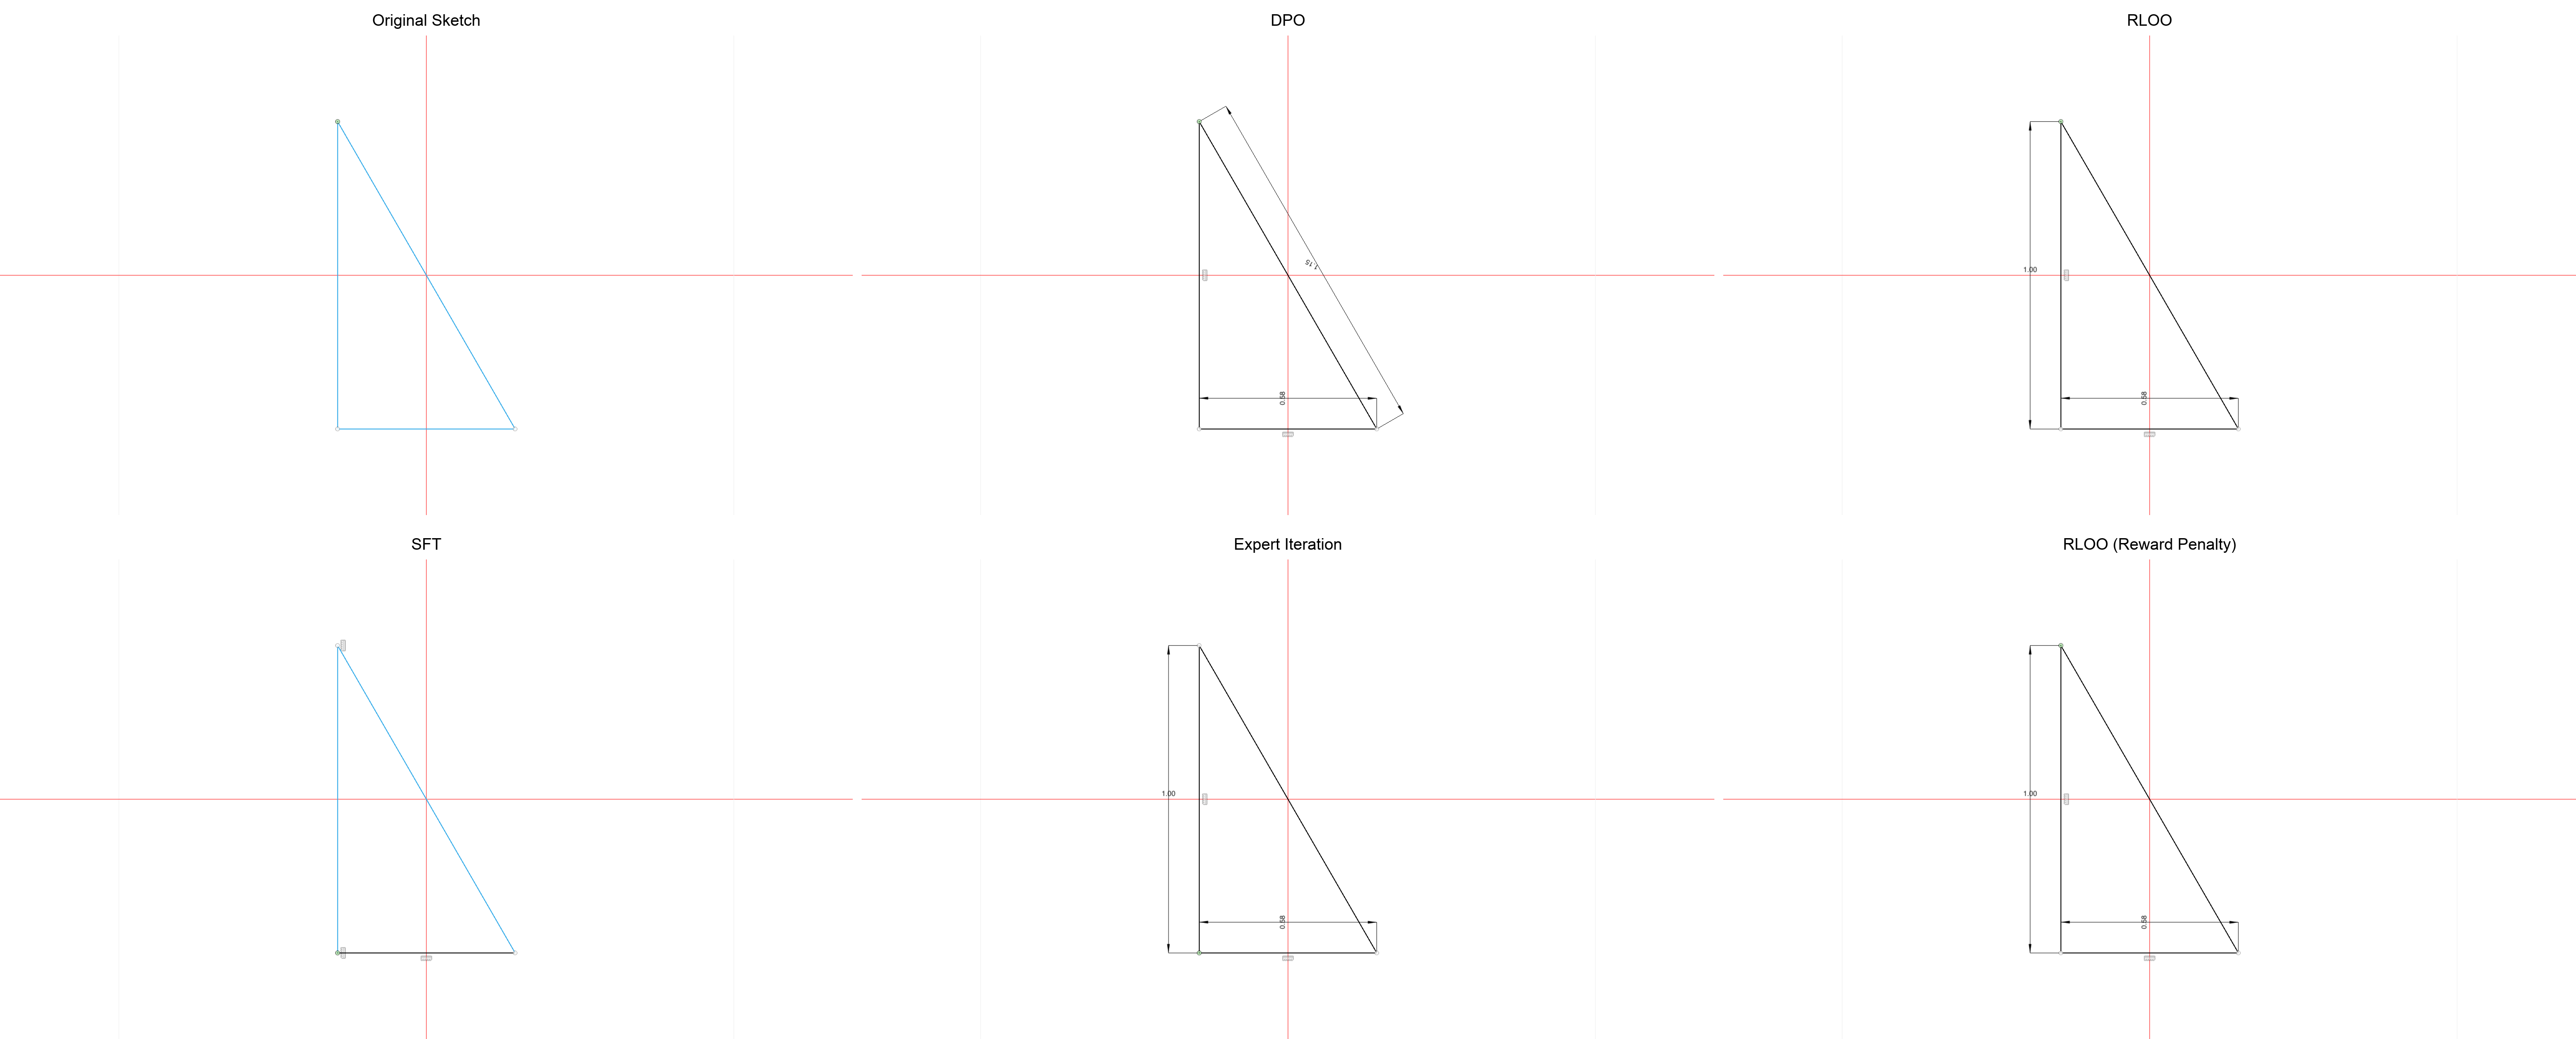 Original Sketch
DPO
RLOO
1.15
0.58
1.00
0.58
SFT
Expert Iteration
RLOO (Reward Penalty)
1.00
0.58
1.00
0.58